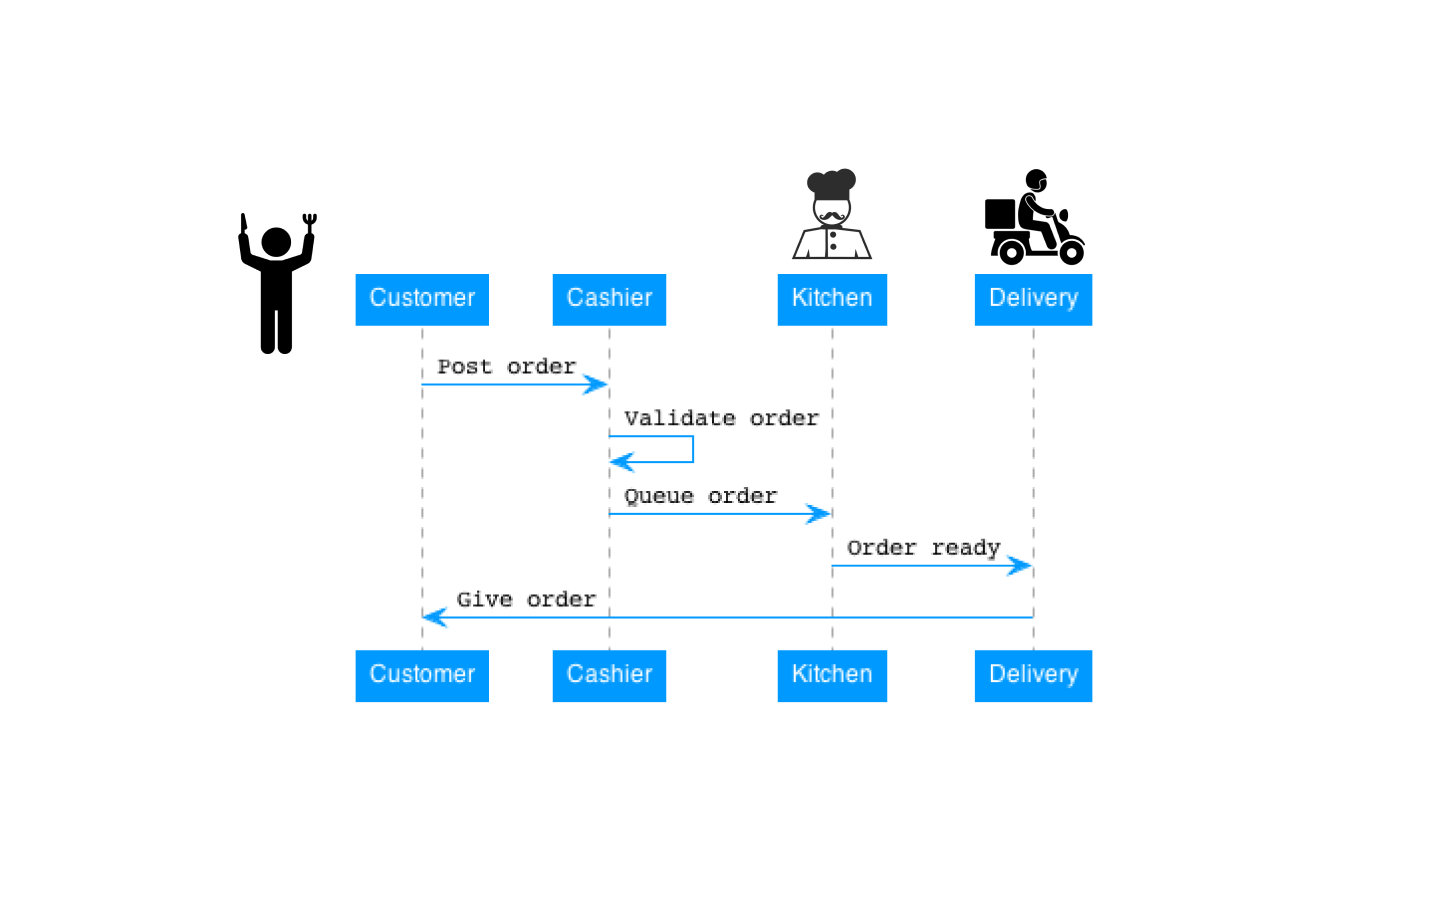 Customer
Cashier
Kitchen
Delivery
Post order
Validate order
Queue order
Order ready
Give order
Customer
Cashier
Kitchen
Delivery